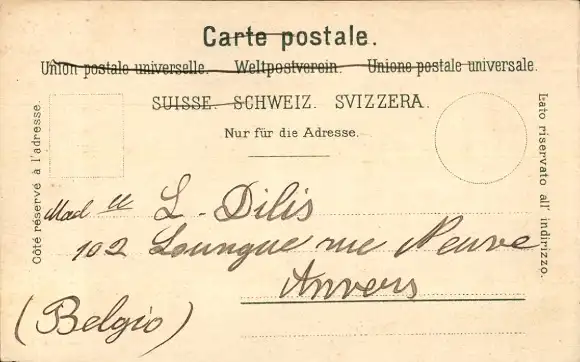 Carte postale.
Union postale universelle. Weltpostverein. Unione postale universale.
SUISSE. SCHWEIZ. SVIZZERA.
Nur für die Adresse.
Côté réservé à l'adresse.
Lato riservato all' indirizzo.
Mad lle L - Dilis
102 Loungue rue Neuve
Anvers
(Belgio)